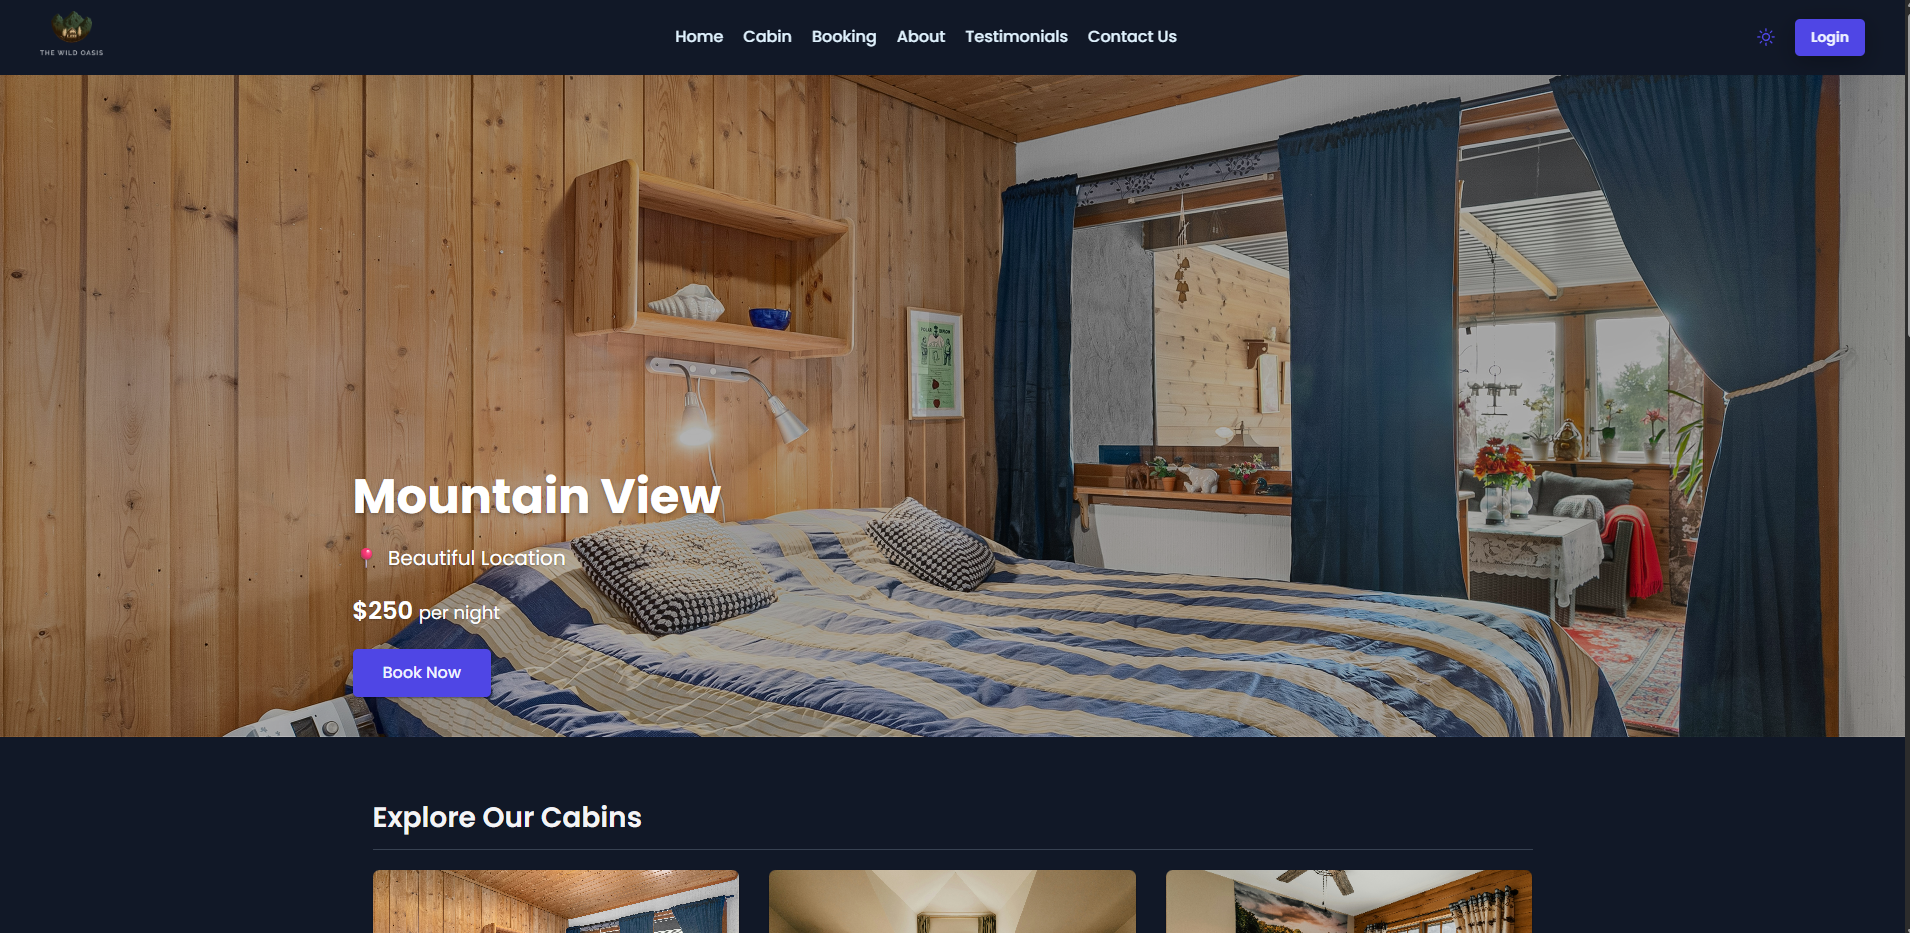 THE WILD OASIS
Home Cabin Booking About Testimonials Contact Us
Login
Mountain View
Beautiful Location
$250 per night
Book Now
Explore Our Cabins